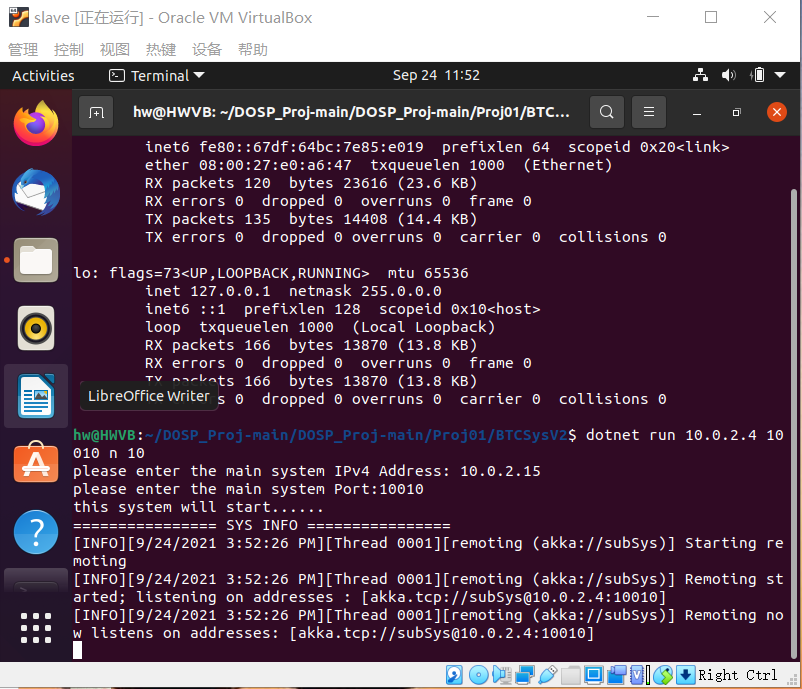 slave [正在运行] - Oracle VM VirtualBox
管理 控制 视图 热键 设备 帮助
Activities Terminal Sep 24 11:52
hw@HWVB: ~/DOSP_Proj-main/DOSP_Proj-main/Proj01/BTC...
inet6 fe80::67df:64bc:7e85:e019 prefixlen 64 scopeid 0x20<link>
ether 08:00:27:e0:a6:47 txqueuelen 1000 (Ethernet)
RX packets 120 bytes 23616 (23.6 KB)
RX errors 0 dropped 0 overruns 0 frame 0
TX packets 135 bytes 14408 (14.4 KB)
TX errors 0 dropped 0 overruns 0 carrier 0 collisions 0
lo: flags=73<UP,LOOPBACK,RUNNING> mtu 65536
inet 127.0.0.1 netmask 255.0.0.0
inet6 ::1 prefixlen 128 scopeid 0x10<host>
loop txqueuelen 1000 (Local Loopback)
RX packets 166 bytes 13870 (13.8 KB)
RX errors 0 dropped 0 overruns 0 frame 0
TX packets 166 bytes 13870 (13.8 KB)
LibreOffice Writer
s 0 dropped 0 overruns 0 carrier 0 collisions 0
hw@HWVB:~/DOSP_Proj-main/DOSP_Proj-main/Proj01/BTCSysV2$ dotnet run 10.0.2.4 10
010 n 10
please enter the main system IPv4 Address: 10.0.2.15
please enter the main system Port:10010
this system will start......
================ SYS INFO ================
[INFO][9/24/2021 3:52:26 PM][Thread 0001][remoting (akka://subSys)] Starting re
moting
[INFO][9/24/2021 3:52:26 PM][Thread 0001][remoting (akka://subSys)] Remoting st
arted; listening on addresses : [akka.tcp://subSys@10.0.2.4:10010]
[INFO][9/24/2021 3:52:26 PM][Thread 0001][remoting (akka://subSys)] Remoting no
w listens on addresses: [akka.tcp://subSys@10.0.2.4:10010]
Right Ctrl